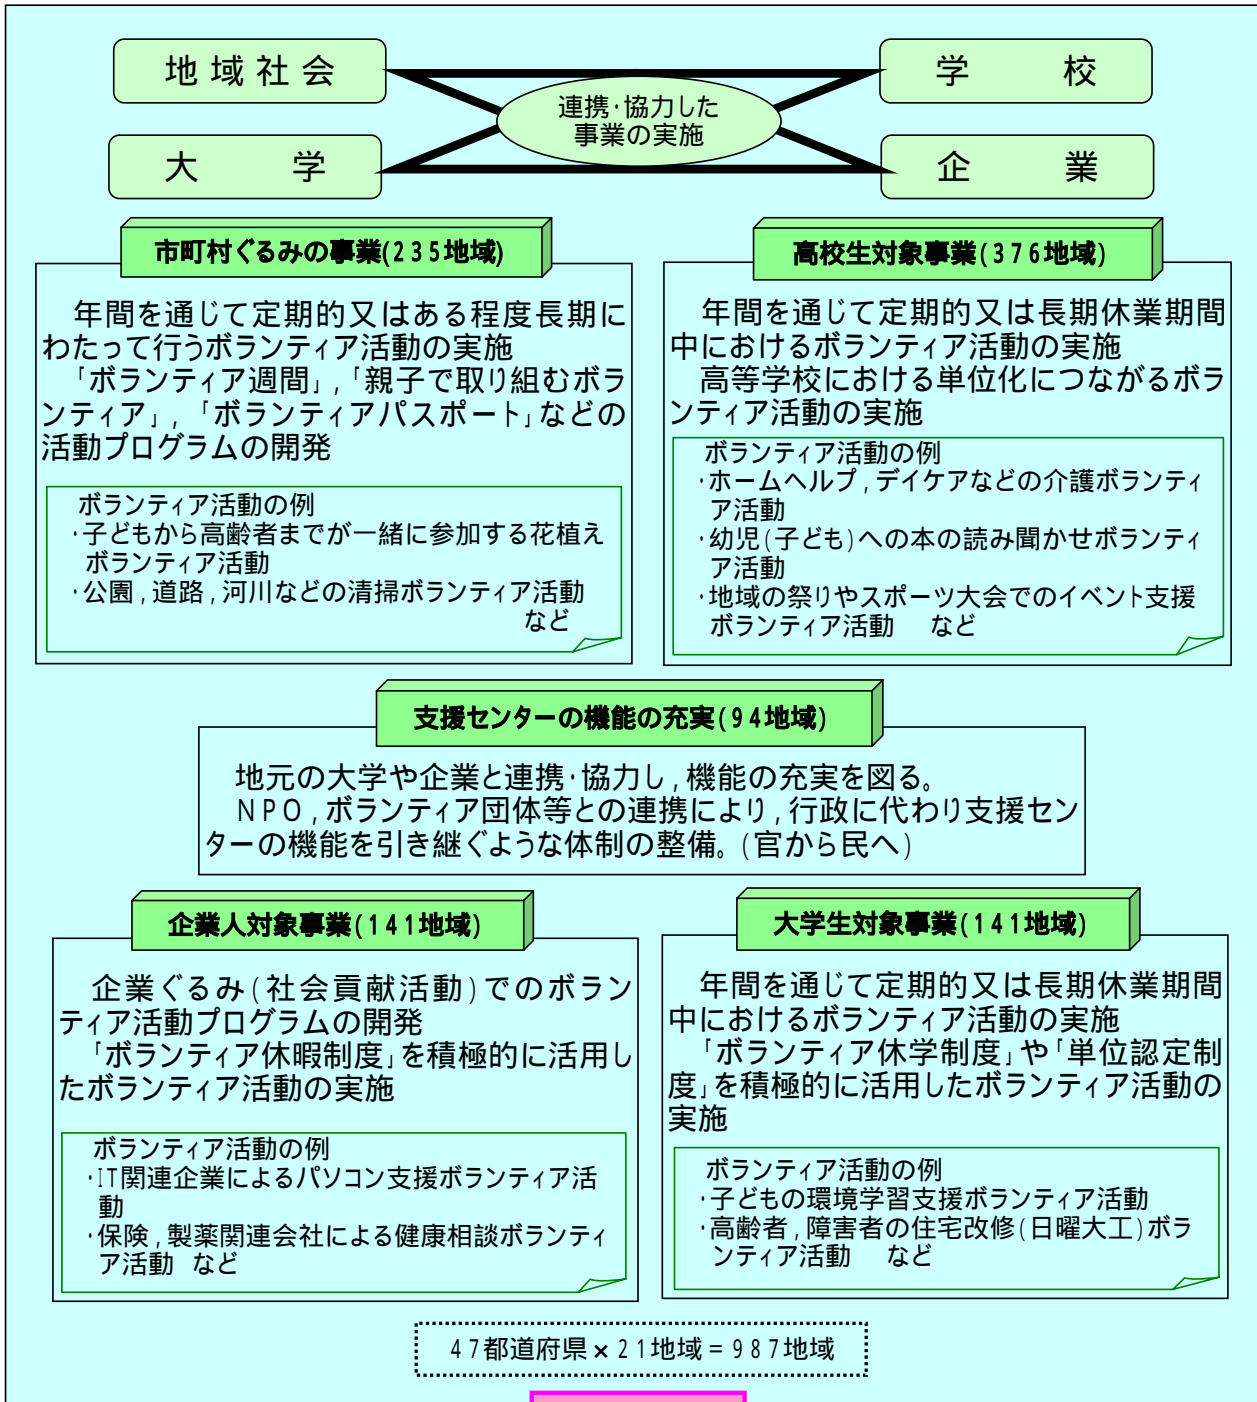 地域社会
学校
連携・協力した
事業の実施
大学
企業
市町村ぐるみの事業(235地域)
年間を通じて定期的又はある程度長期に
わたって行うボランティア活動の実施
「ボランティア週間」,「親子で取り組むボラ
ンティア」,「ボランティアパスポート」などの
活動プログラムの開発
ボランティア活動の例
・子どもから高齢者までが一緒に参加する花植え
ボランティア活動
・公園,道路,河川などの清掃ボランティア活動
など
高校生対象事業(376地域)
年間を通じて定期的又は長期休業期間
中におけるボランティア活動の実施
高等学校における単位化につながるボラ
ンティア活動の実施
ボランティア活動の例
・ホームヘルプ,デイケアなどの介護ボランティ
ア活動
・幼児(子ども)への本の読み聞かせボランティ
ア活動
・地域の祭りやスポーツ大会でのイベント支援
ボランティア活動 など
支援センターの機能の充実(94地域)
地元の大学や企業と連携・協力し,機能の充実を図る。
NPO,ボランティア団体等との連携により,行政に代わり支援セン
ターの機能を引き継ぐような体制の整備。(官から民へ)
企業人対象事業(141地域)
企業ぐるみ(社会貢献活動)でのボラン
ティア活動プログラムの開発
「ボランティア休暇制度」を積極的に活用し
たボランティア活動の実施
ボランティア活動の例
・IT関連企業によるパソコン支援ボランティア活
動
・保険,製薬関連会社による健康相談ボランティ
ア活動 など
大学生対象事業(141地域)
年間を通じて定期的又は長期休業期間
中におけるボランティア活動の実施
「ボランティア休学制度」や「単位認定制
度」を積極的に活用したボランティア活動の
実施
ボランティア活動の例
・子どもの環境学習支援ボランティア活動
・高齢者,障害者の住宅改修(日曜大工)ボラ
ンティア活動 など
47都道府県×21地域=987地域